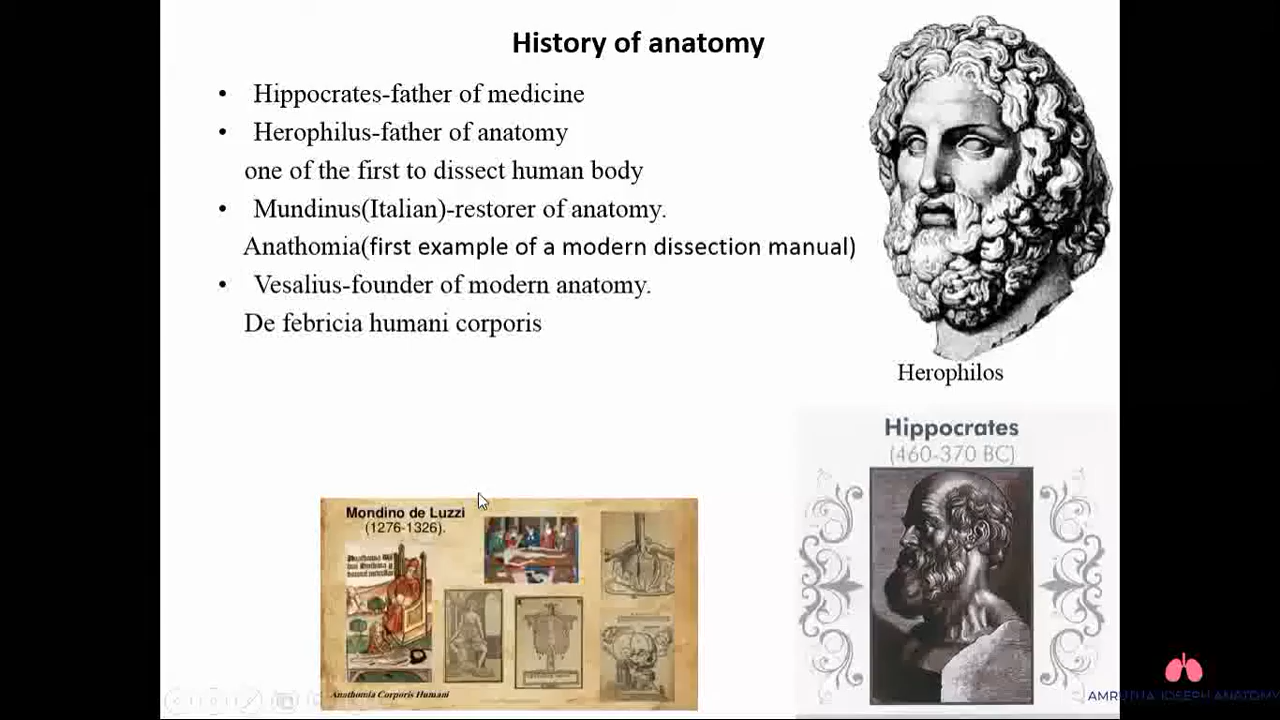 History of anatomy
• Hippocrates-father of medicine
• Herophilus-father of anatomy
one of the first to dissect human body
• Mundinus(Italian)-restorer of anatomy.
Anathomia(first example of a modern dissection manual)
• Vesalius-founder of modern anatomy.
De febricia humani corporis
Herophilos
Hippocrates
(460-370 BC)
Mondino de Luzzi
(1276-1326).
Anathomia Corporis Humani
AMRUTHA JOSEPH ANATOMY